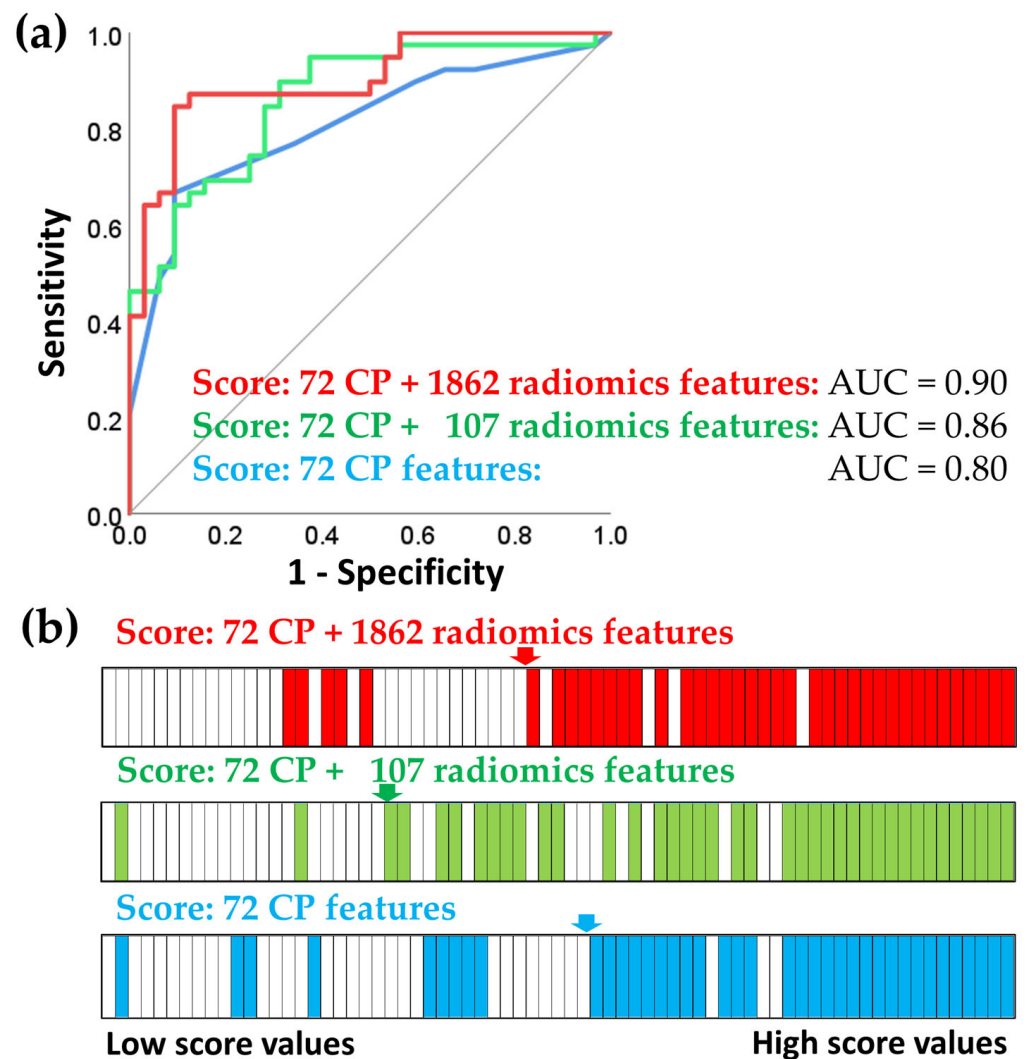 (a)
1.0
0.8
0.6
0.4
0.2
0.0
Sensitivity
Score: 72 CP + 1862 radiomics features: AUC = 0.90
Score: 72 CP + 107 radiomics features: AUC = 0.86
Score: 72 CP features: AUC = 0.80
0.0 0.2 0.4 0.6 0.8 1.0
1 - Specificity
(b)
Score: 72 CP + 1862 radiomics features
Score: 72 CP + 107 radiomics features
Score: 72 CP features
Low score values High score values